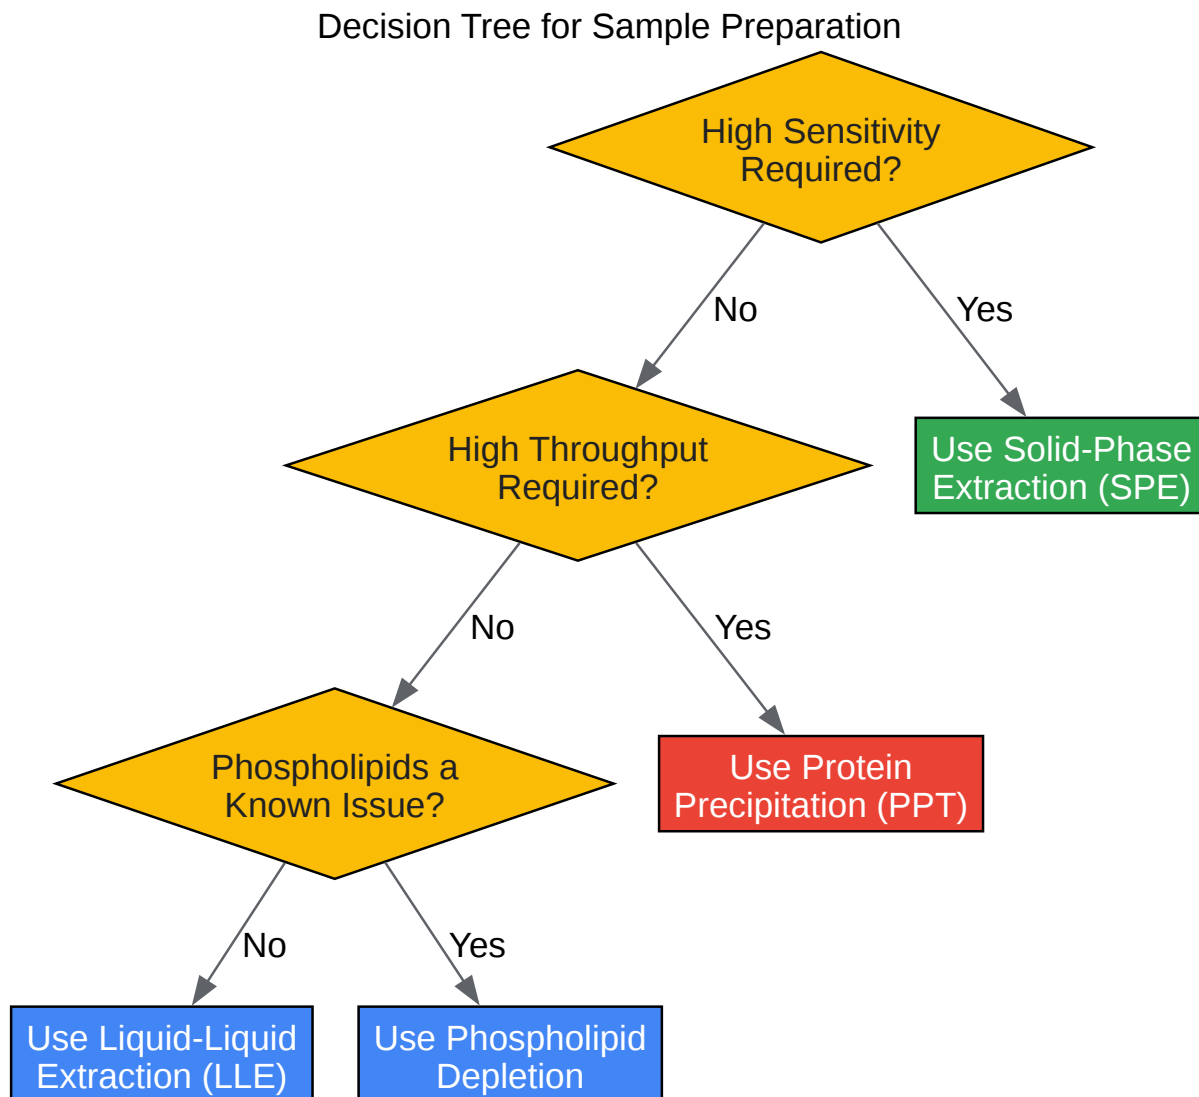 Decision Tree for Sample Preparation
High Sensitivity
Required?
No
Yes
High Throughput
Required?
Use Solid-Phase
Extraction (SPE)
No
Yes
Phospholipids a
Known Issue?
Use Protein
Precipitation (PPT)
No
Yes
Use Liquid-Liquid
Extraction (LLE)
Use Phospholipid
Depletion